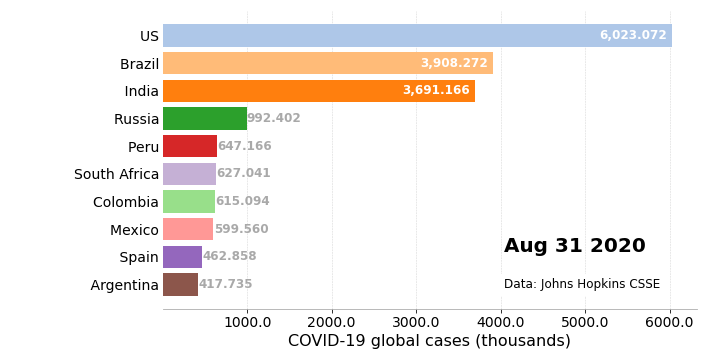 US 6,023.072
Brazil 3,908.272
India 3,691.166
Russia 992.402
Peru 647.166
South Africa 627.041
Colombia 615.094
Mexico 599.560
Spain 462.858
Argentina 417.735
Aug 31 2020
Data: Johns Hopkins CSSE
1000.0 2000.0 3000.0 4000.0 5000.0 6000.0
COVID-19 global cases (thousands)